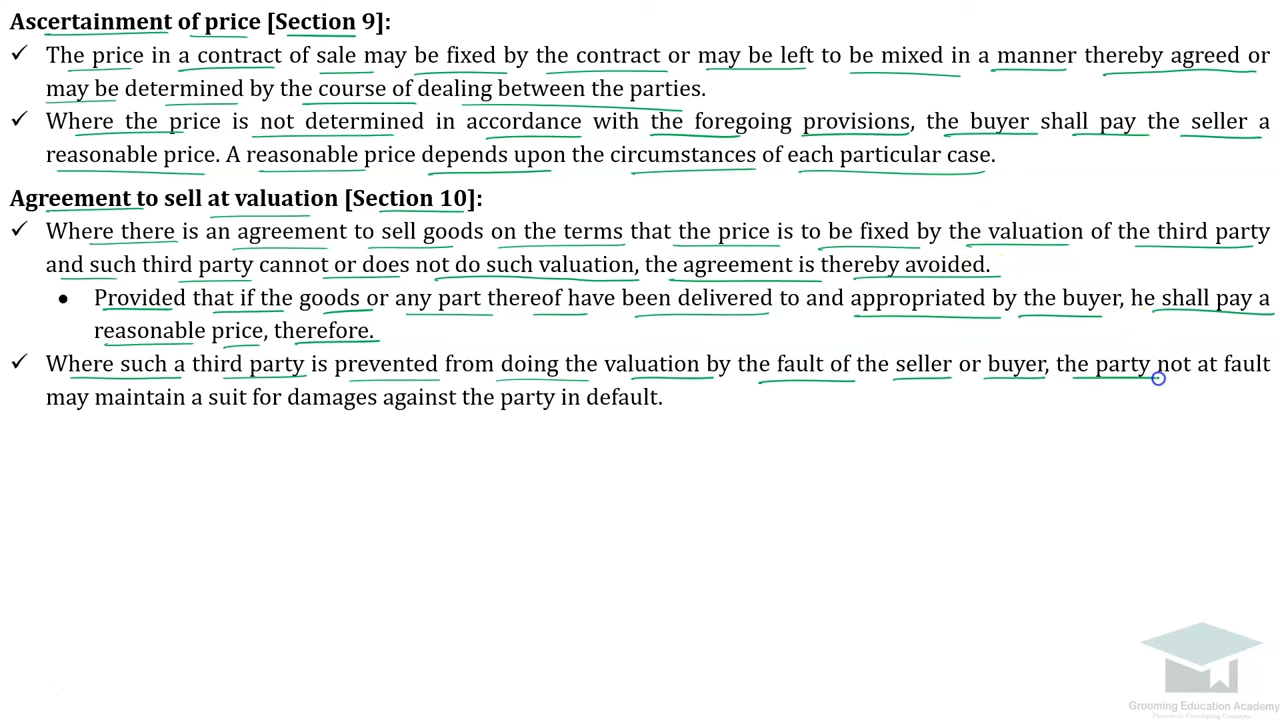 Ascertainment of price [Section 9]:
✓ The price in a contract of sale may be fixed by the contract or may be left to be mixed in a manner thereby agreed or
may be determined by the course of dealing between the parties.
✓ Where the price is not determined in accordance with the foregoing provisions, the buyer shall pay the seller a
reasonable price. A reasonable price depends upon the circumstances of each particular case.
Agreement to sell at valuation [Section 10]:
✓ Where there is an agreement to sell goods on the terms that the price is to be fixed by the valuation of the third party
and such third party cannot or does not do such valuation, the agreement is thereby avoided.
• Provided that if the goods or any part thereof have been delivered to and appropriated by the buyer, he shall pay a
reasonable price, therefore.
✓ Where such a third party is prevented from doing the valuation by the fault of the seller or buyer, the party not at fault
may maintain a suit for damages against the party in default.
Grooming Education Academy